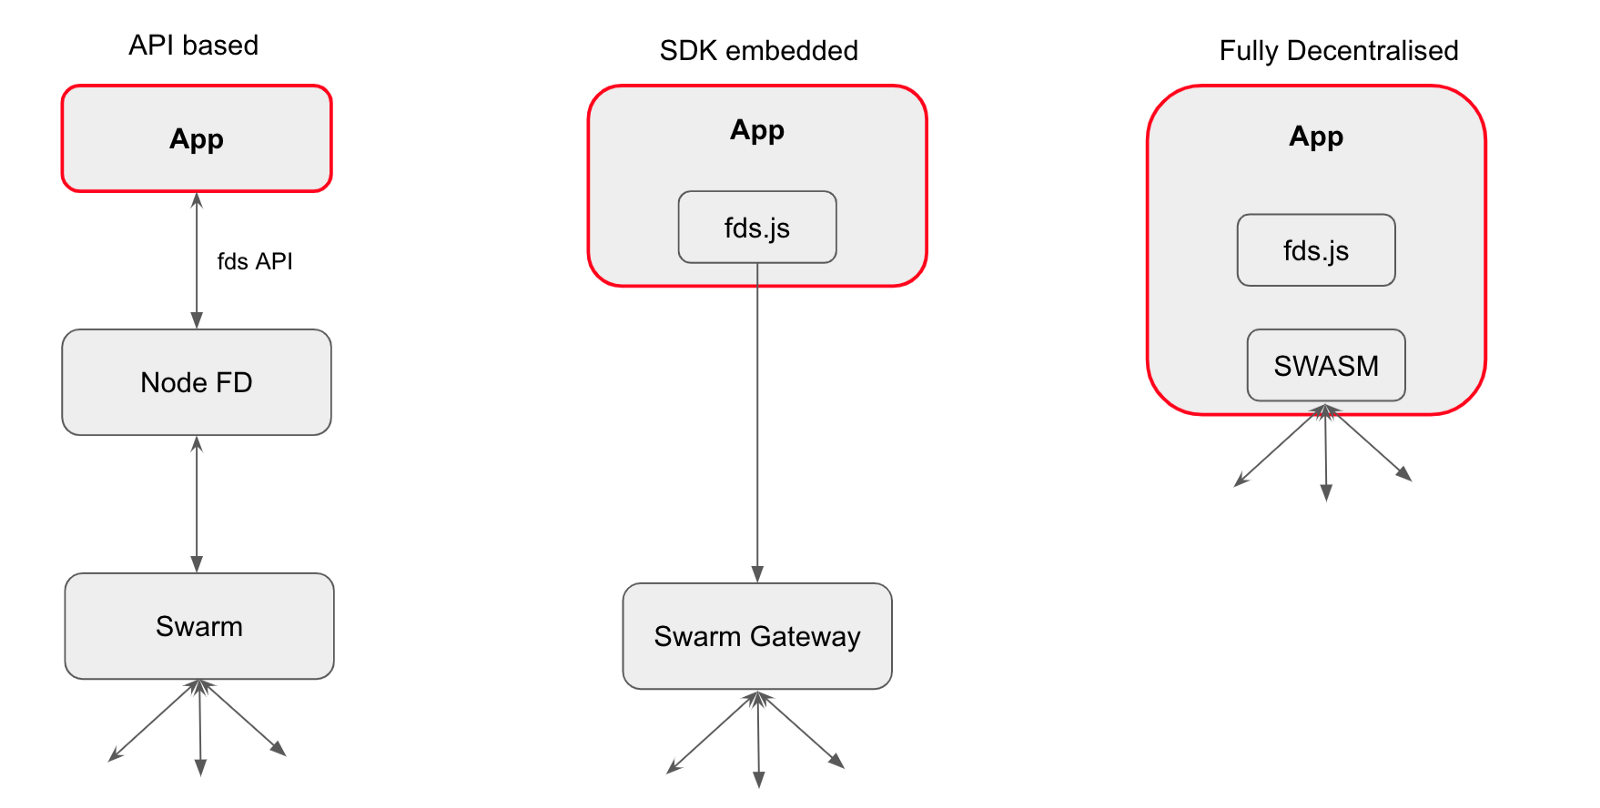 API based
App
fds API
Node FD
Swarm
SDK embedded
App
fds.js
Swarm Gateway
Fully Decentralised
App
fds.js
SWASM